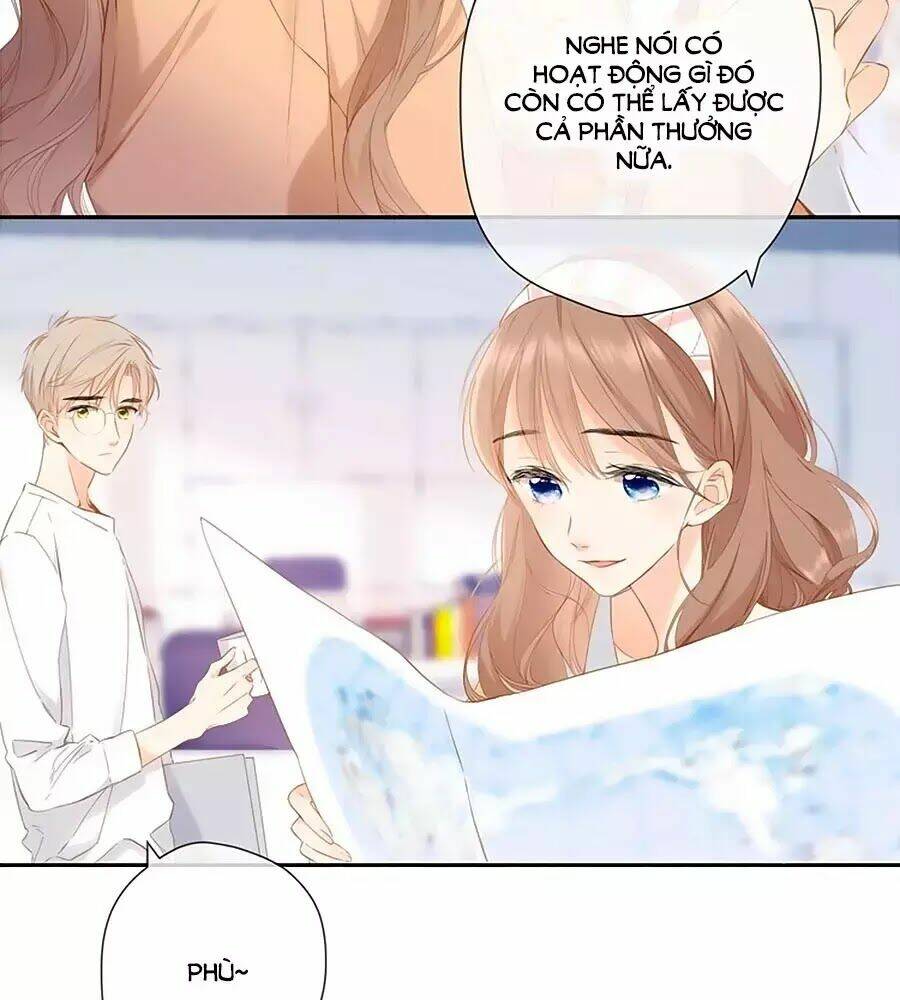 NGHE NÓI CÓ
HOẠT ĐỘNG GÌ ĐÓ
CÒN CÓ THỂ LẤY ĐƯỢC
CẢ PHẦN THƯỞNG
NỮA.
PHÙ~